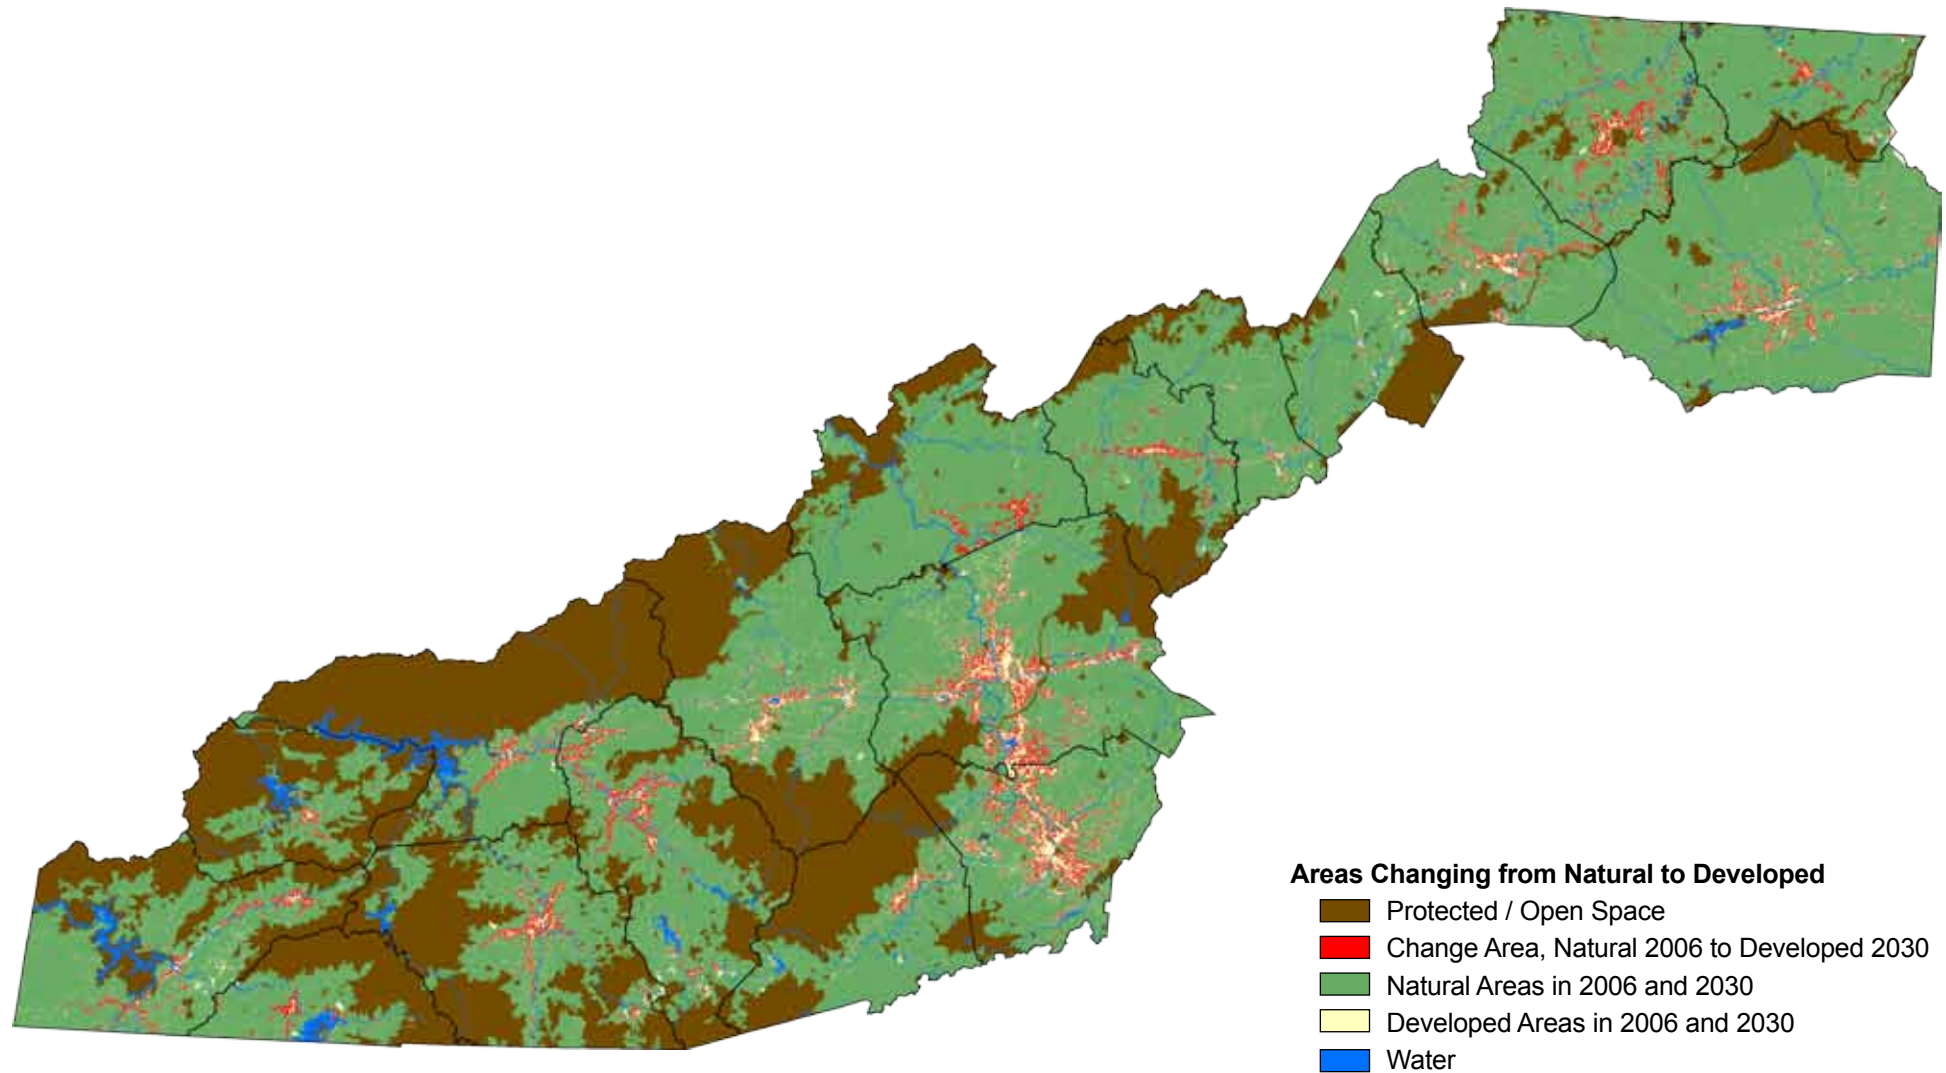 Areas Changing from Natural to Developed
Protected / Open Space
Change Area, Natural 2006 to Developed 2030
Natural Areas in 2006 and 2030
Developed Areas in 2006 and 2030
Water